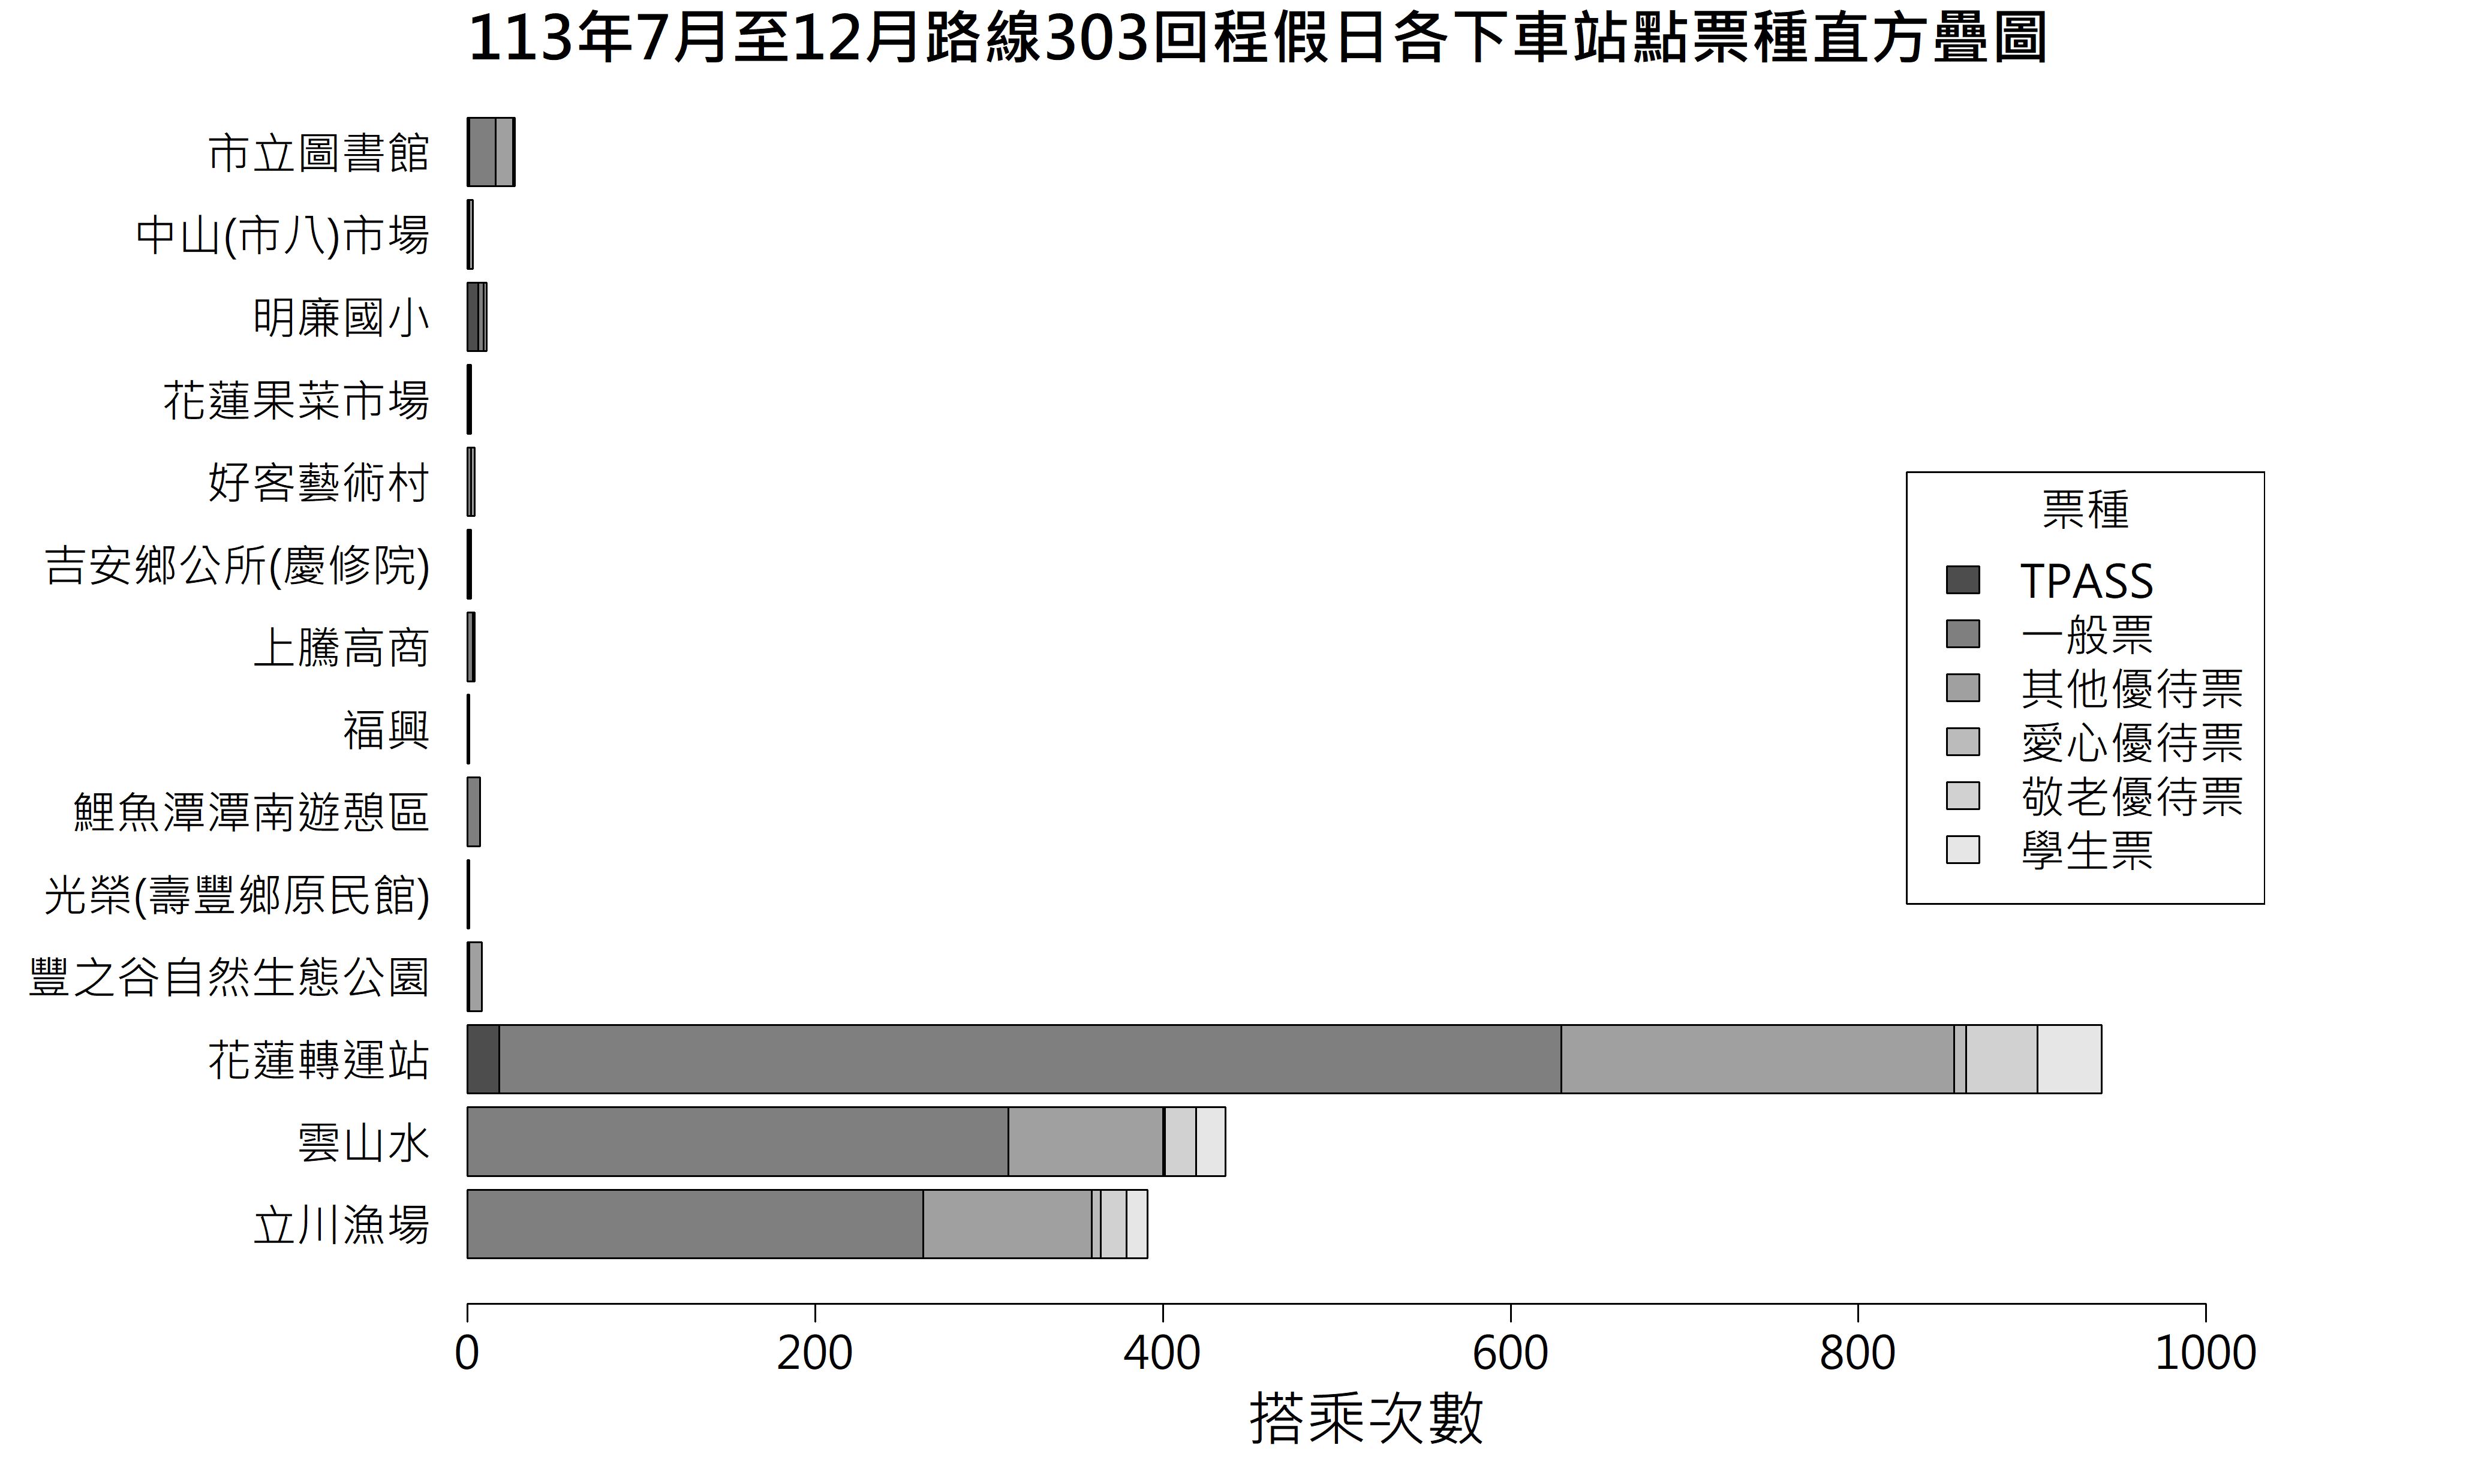 113年7月至12月路線303回程假日各下車站點票種直方疊圖
市立圖書館
中山(市八)市場
明廉國小
花蓮果菜市場
好客藝術村
吉安鄉公所(慶修院)
上騰高商
福興
鯉魚潭潭南遊憩區
光榮(壽豐鄉原民館)
豐之谷自然生態公園
花蓮轉運站
雲山水
立川漁場
票種
TPASS
一般票
其他優待票
愛心優待票
敬老優待票
學生票
0 200 400 600 800 1000
搭乘次數